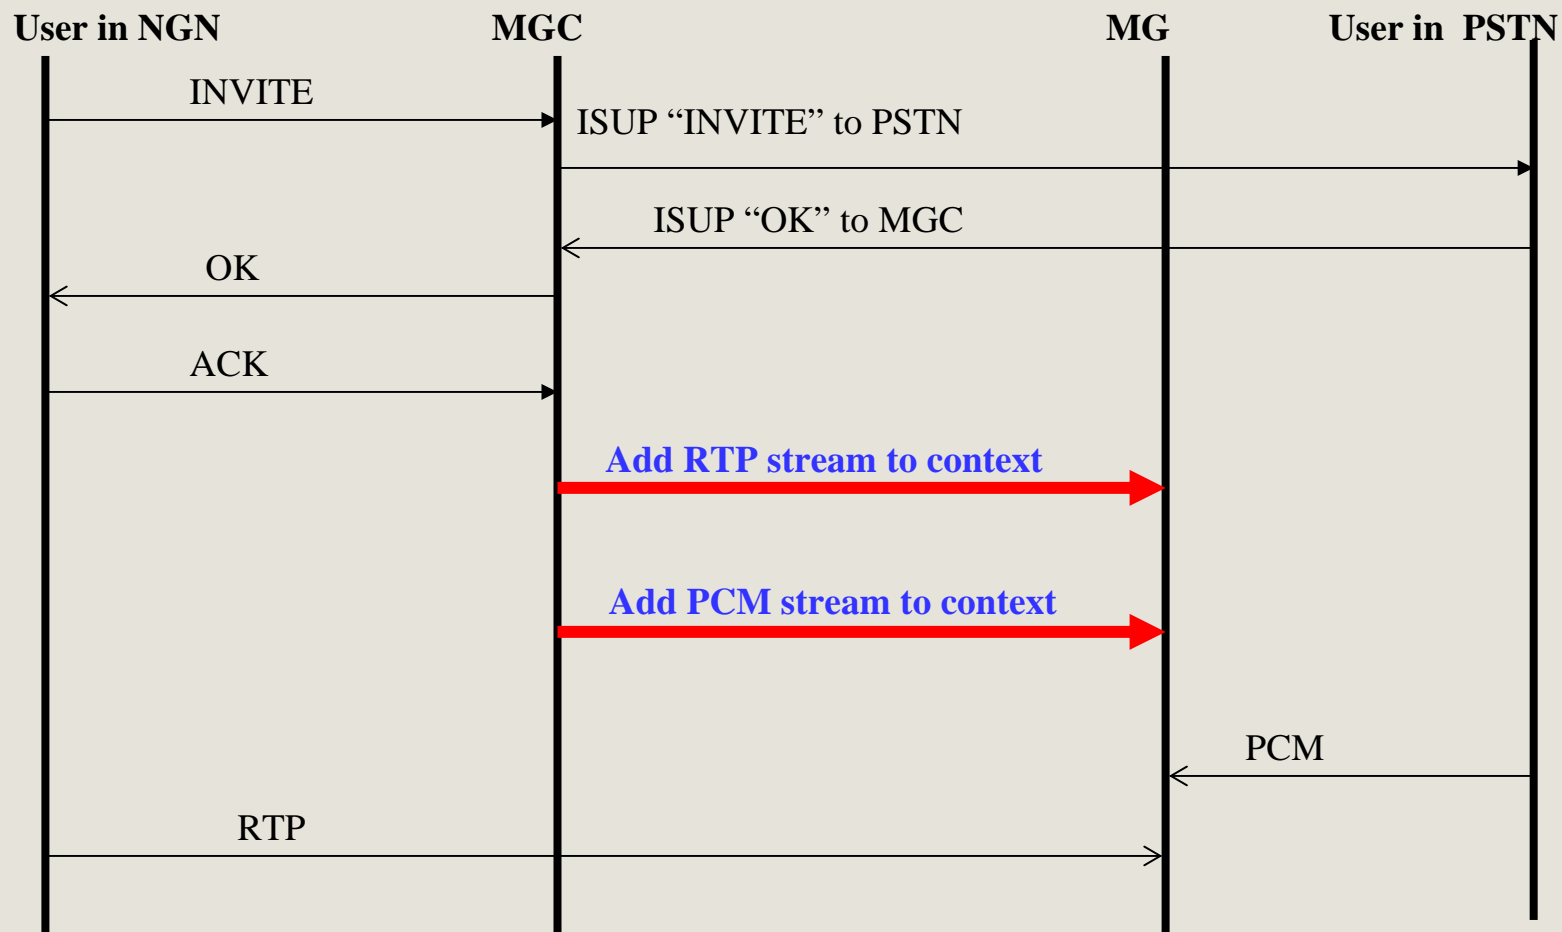 User in NGN
MGC
MG
User in PSTN
INVITE
ISUP “INVITE” to PSTN
ISUP “OK” to MGC
OK
ACK
Add RTP stream to context
Add PCM stream to context
PCM
RTP